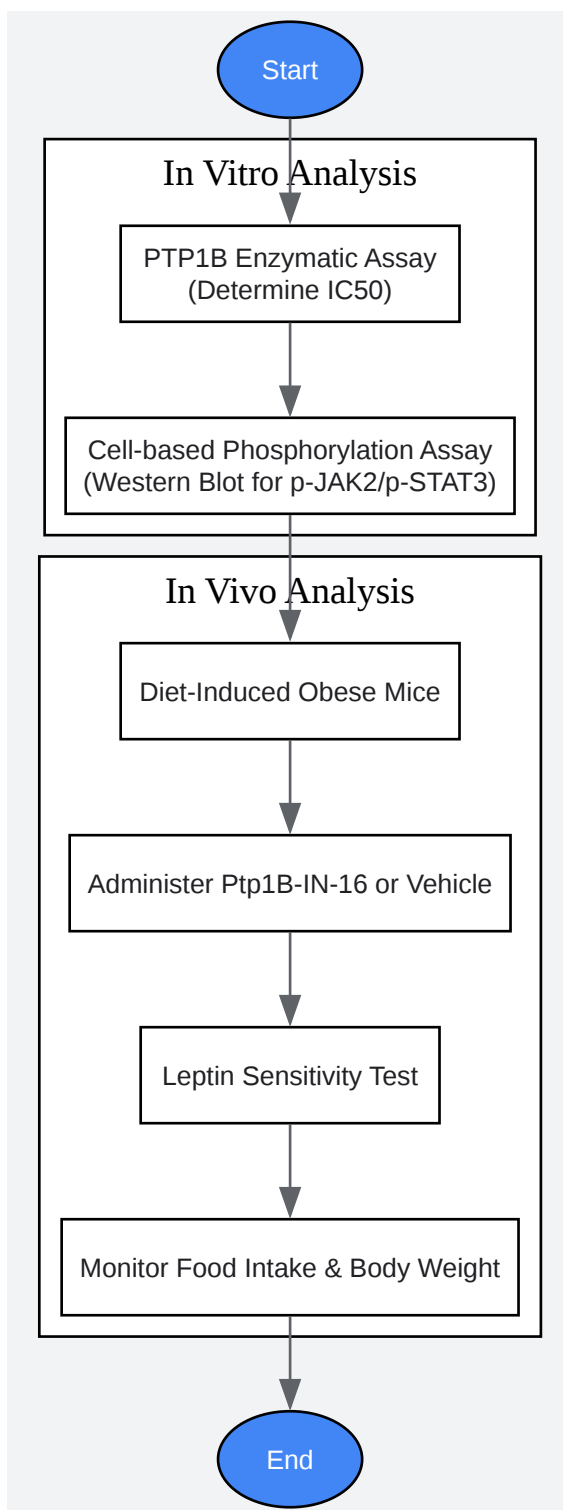 Start
In Vitro Analysis
PTP1B Enzymatic Assay
(Determine IC50)
Cell-based Phosphorylation Assay
(Western Blot for p-JAK2/p-STAT3)
In Vivo Analysis
Diet-Induced Obese Mice
Administer Ptp1B-IN-16 or Vehicle
Leptin Sensitivity Test
Monitor Food Intake & Body Weight
End